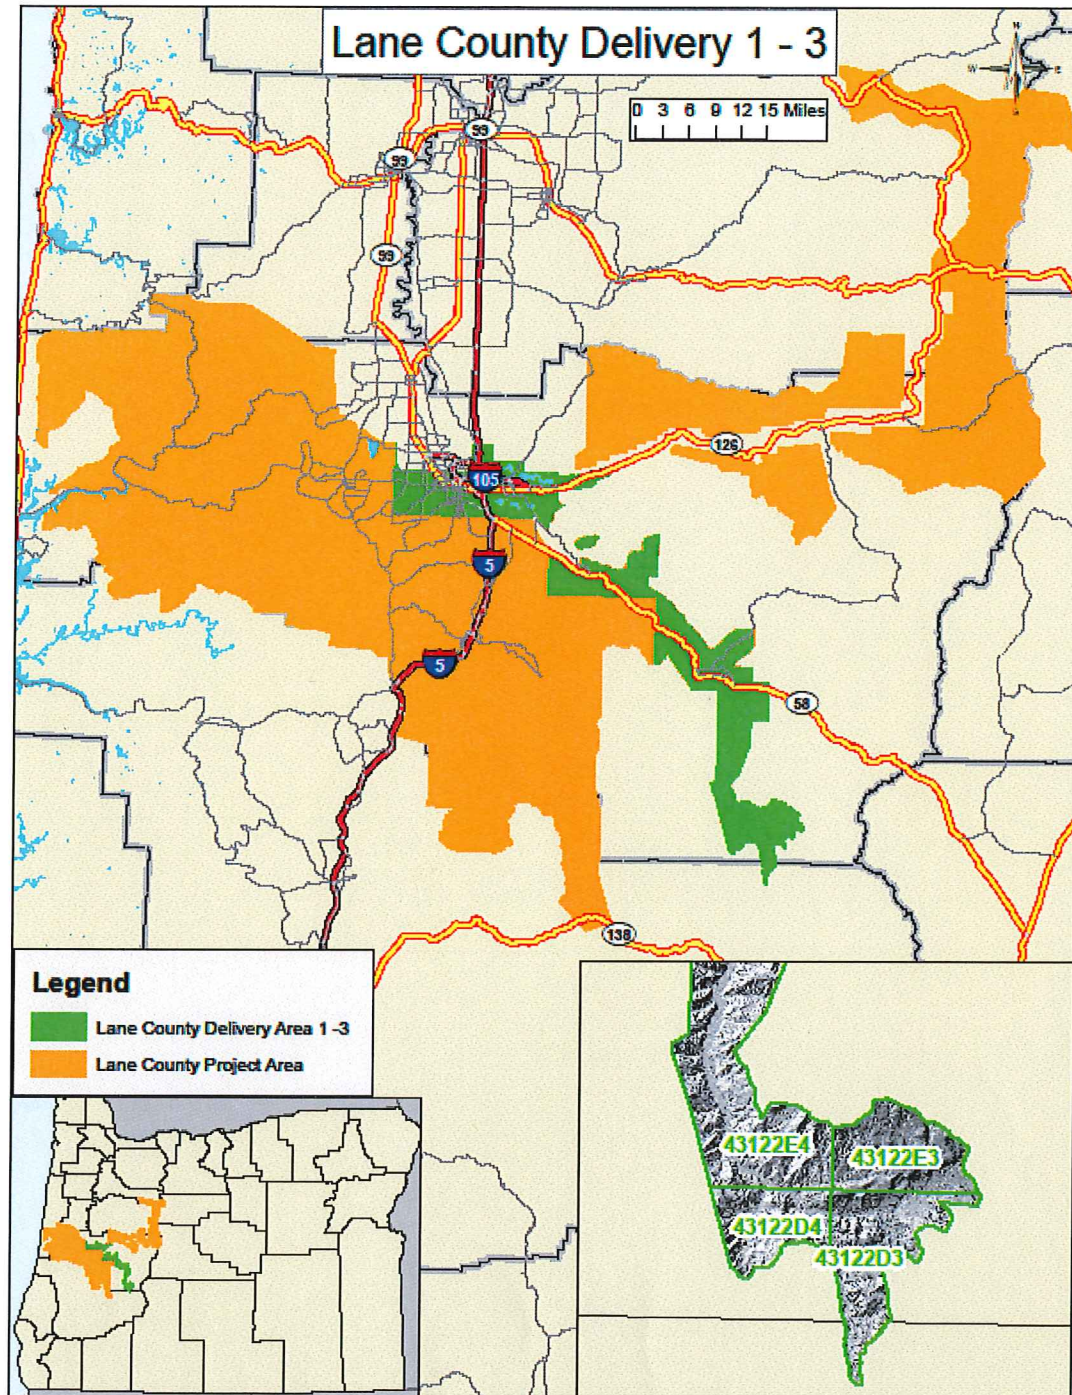 Lane County Delivery 1 - 3
W
E
0 3 6 9 12 15 Miles
99
99
99
126
105
5
5
58
138
Legend
Lane County Delivery Area 1 -3
Lane County Project Area
43122E4
43122E3
43122D4
43122D3